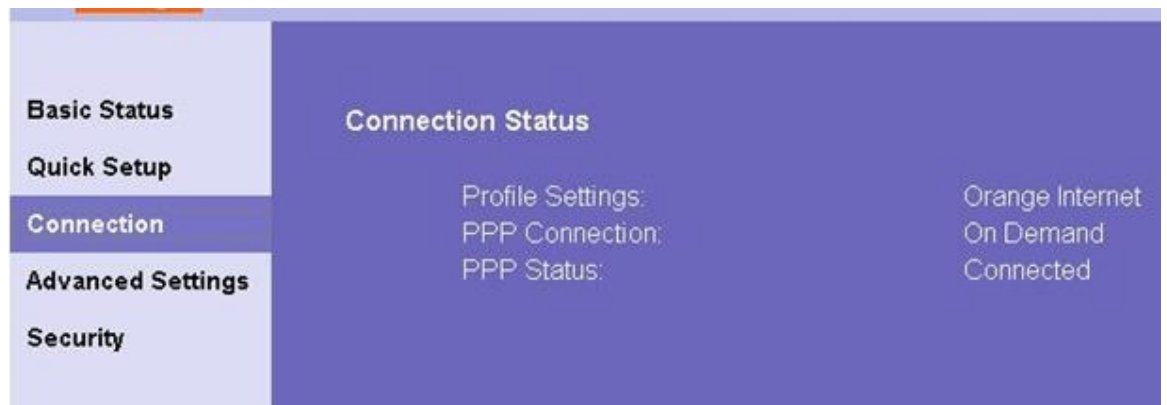 Basic Status
Quick Setup
Connection
Advanced Settings
Security
Connection Status
Profile Settings: Orange Internet
PPP Connection: On Demand
PPP Status: Connected